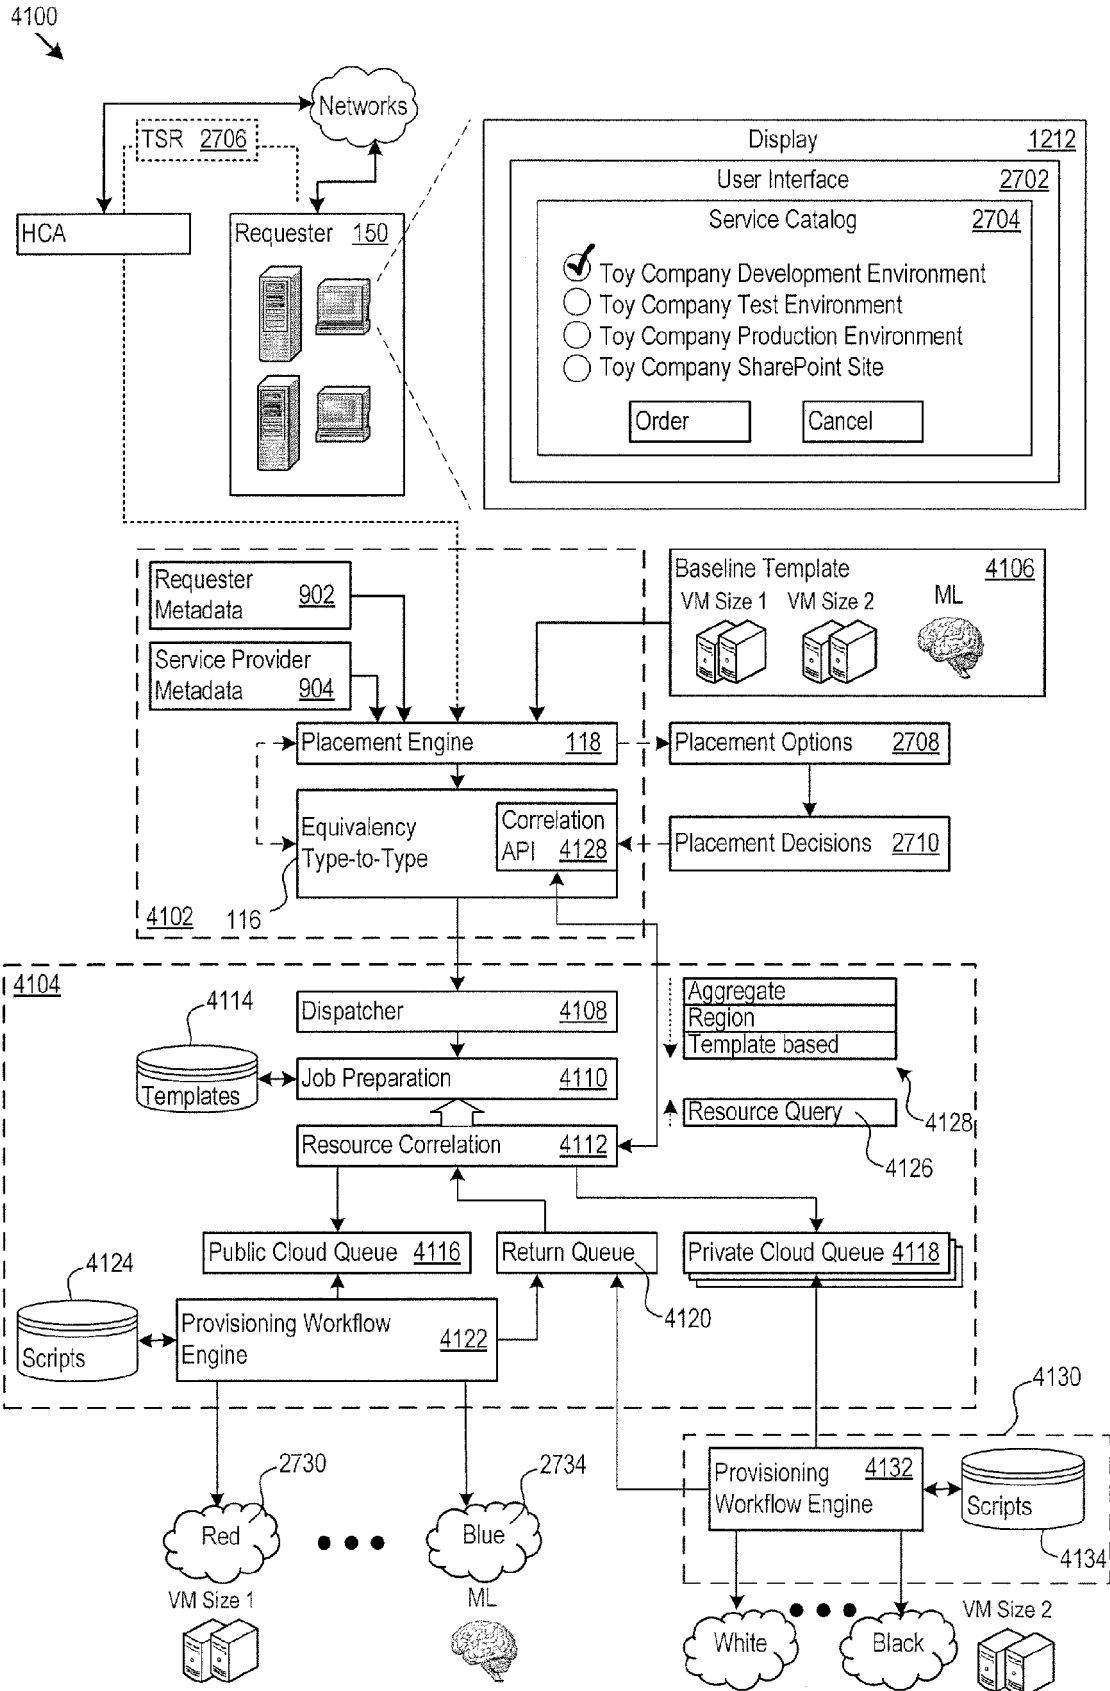 4100
Networks
TSR 2706
HCA
Requester 150
Display 1212
User Interface 2702
Service Catalog 2704
Toy Company Development Environment
Toy Company Test Environment
Toy Company Production Environment
Toy Company SharePoint Site
Order
Cancel
Requester
Metadata
902
Service Provider
Metadata
904
Baseline Template 4106
VM Size 1
VM Size 2
ML
Placement Engine 118
Placement Options 2708
Equivalency
Type-to-Type
Correlation
API 4128
Placement Decisions 2710
4102
116
4104
4114
Templates
Dispatcher 4108
Job Preparation 4110
Resource Correlation 4112
Aggregate
Region
Template based
Resource Query
4128
4126
Public Cloud Queue 4116
Return Queue
Private Cloud Queue 4118
4120
4124
Scripts
Provisioning Workflow
Engine
4122
4130
2730
Red
VM Size 1
2734
Blue
ML
Provisioning
Workflow Engine
4132
Scripts
4134
White
Black
VM Size 2